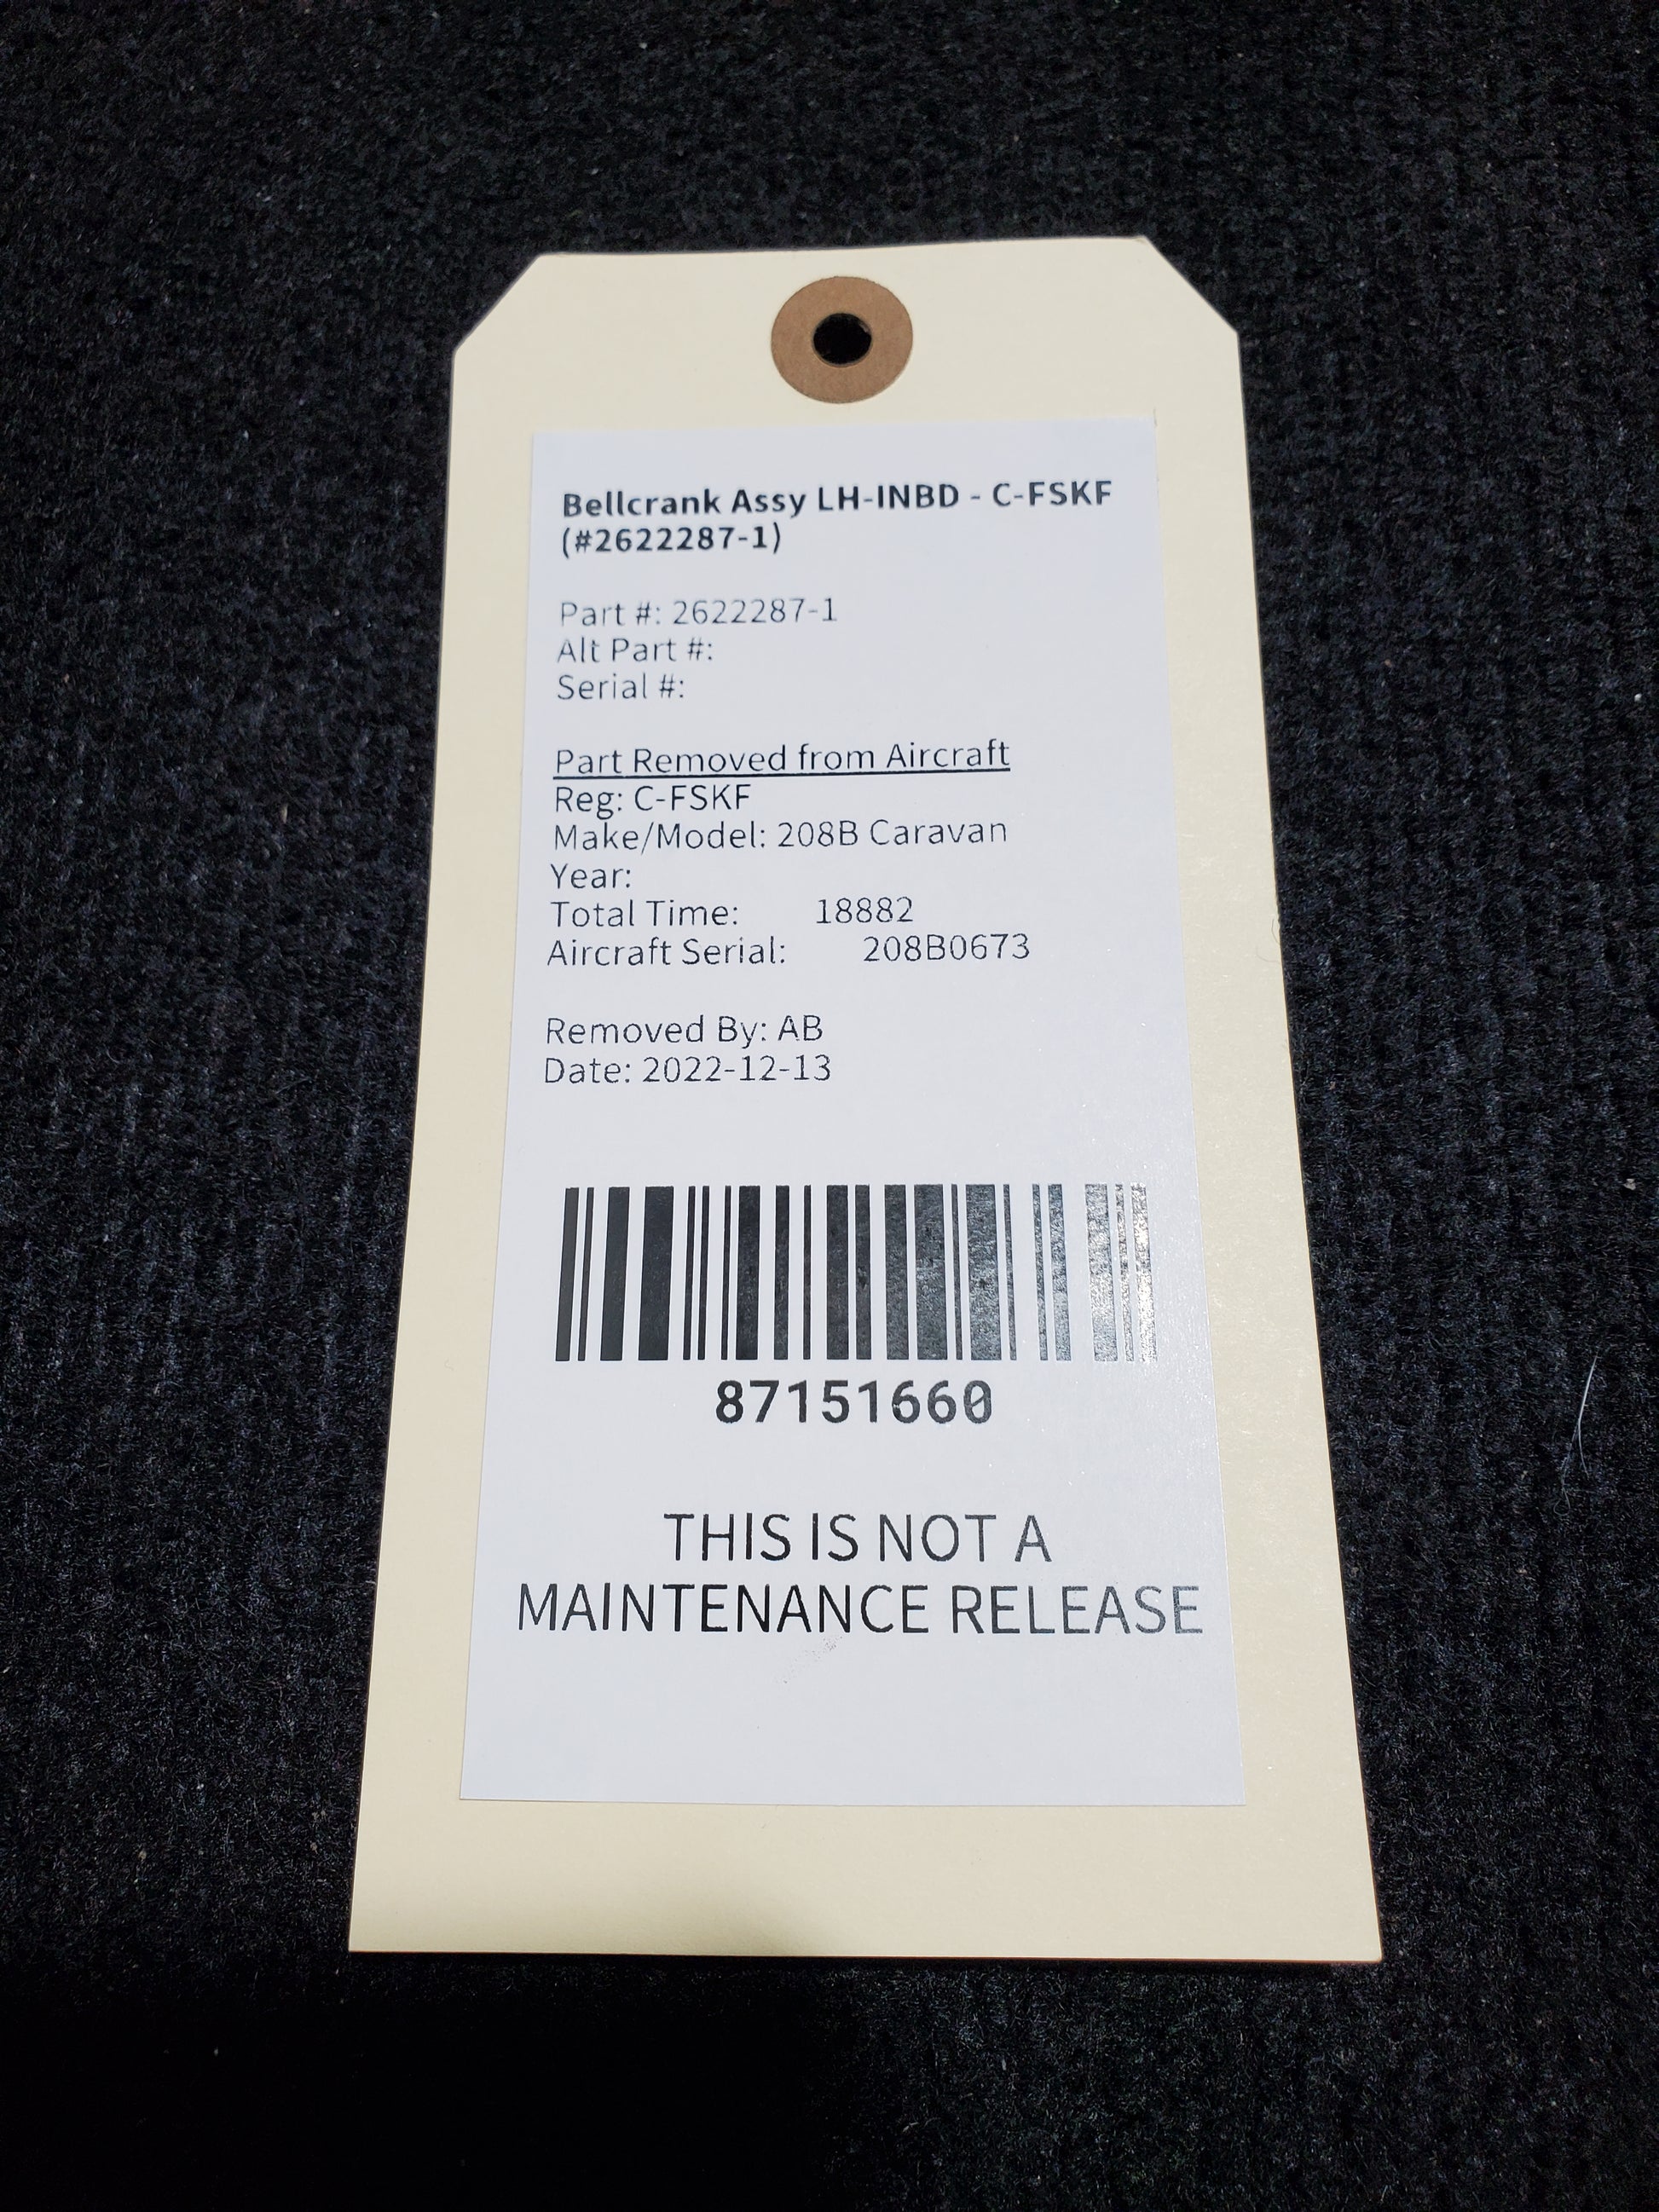 Bellcrank Assy LH-INBD - C-FSKF
(#2622287-1)
Part #: 2622287-1
Alt Part #:
Serial #:
Part Removed from Aircraft
Reg: C-FSKF
Make/Model: 208B Caravan
Year:
Total Time: 18882
Aircraft Serial: 208B0673
Removed By: AB
Date: 2022-12-13
87151660
THIS IS NOT A
MAINTENANCE RELEASE